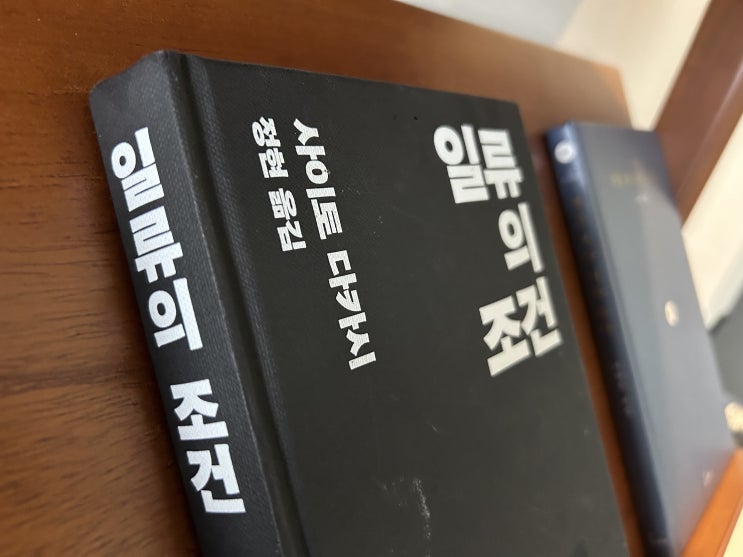 일류의 조건
일류의
조건
사이토 다카시
정현 옮김